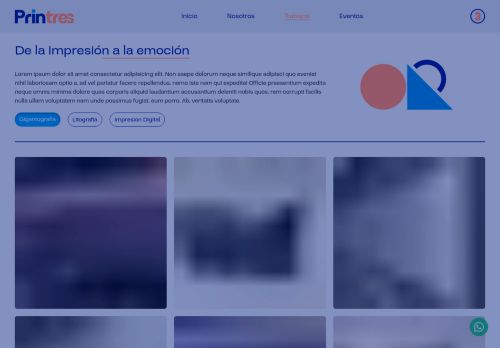 Printres
Inicio
Nosotros
Trabajos
Eventos
3
De la impresión a la emoción
Lorem ipsum dolor sit amet consectetur adipisicing elit. Non saepe dolorum neque similique adipisci quo eveniet
nihil laboriosam optio a, ad vel pariatur facere repellendus, nemo iste nam qui expedita! Officia praesentium expedita
neque omnis minima dolore quos corporis aliquid laudantium accusantium deleniti nobis quos, rem corrupti facilis
nulla ullam voluptatem nam unde possimus fugiat, eum porro. Ab, veritatis voluptate.
Gigantografía
Litografía
Impresión Digital